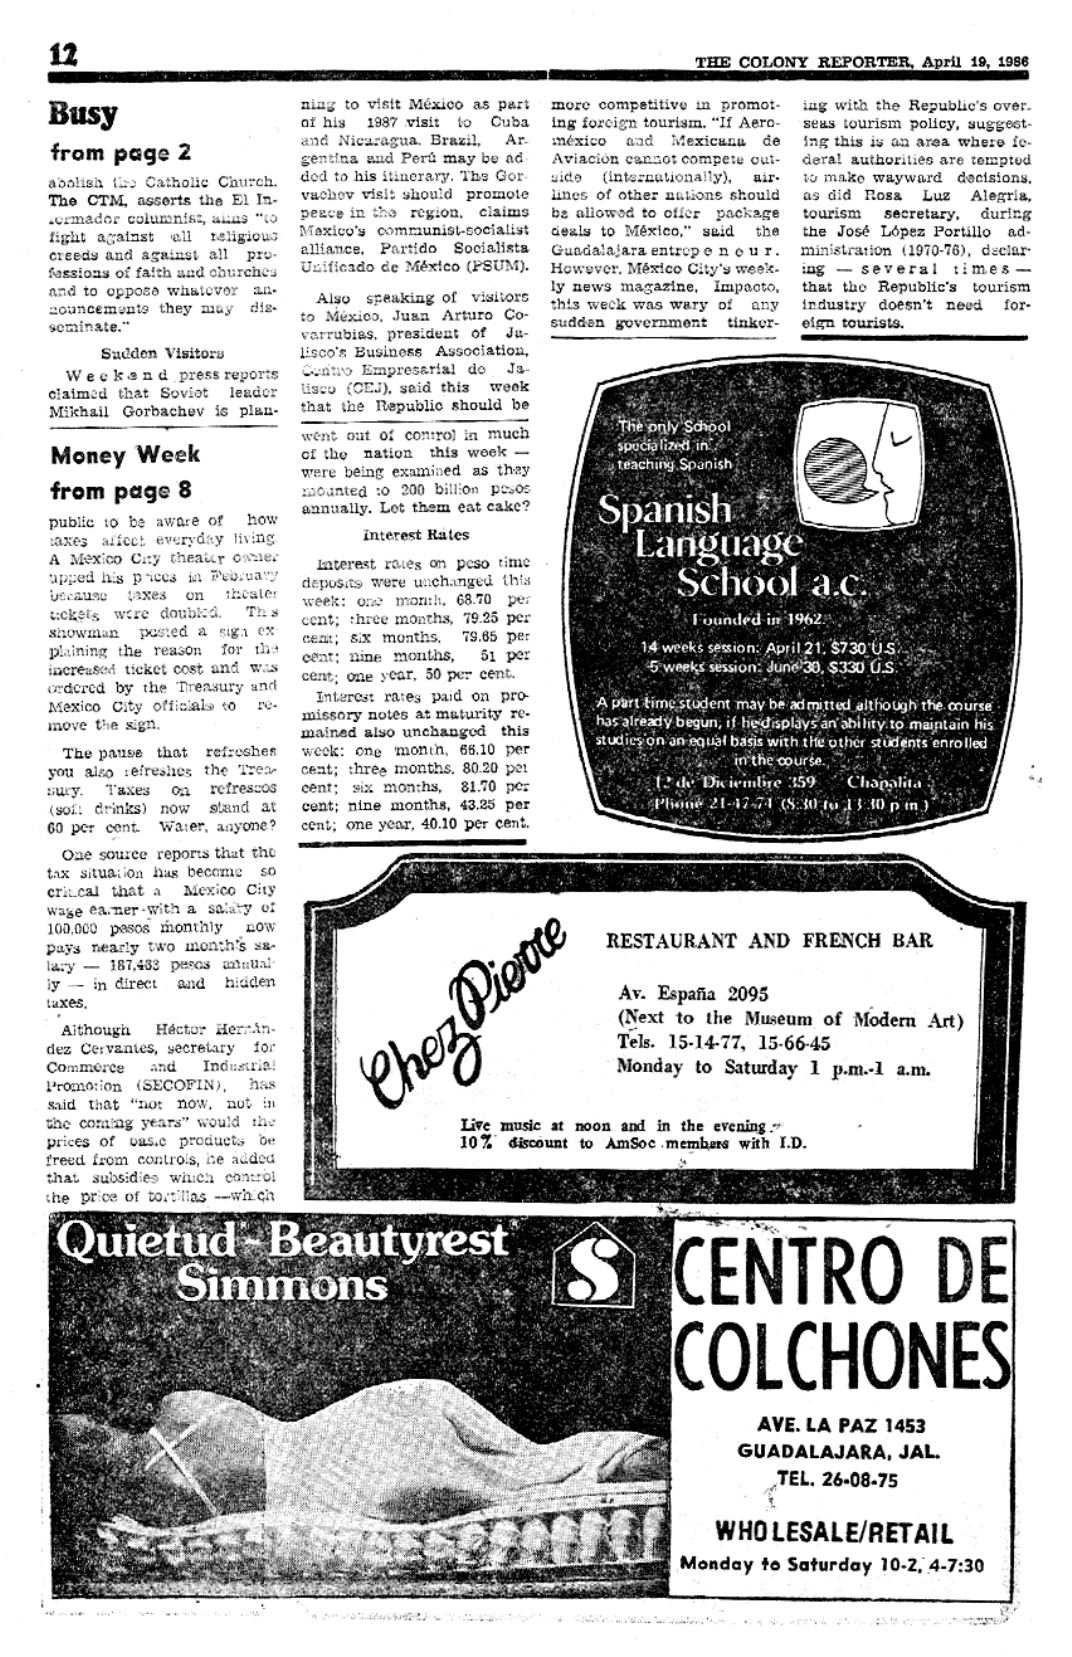 12
THE COLONY REPORTER, April 19, 1986
Busy
from page 2
abolish the Catholic Church.
The CTM, asserts the El In-
formador columnist, aims "to
fight against all religious
creeds and against all pro-
fessions of faith and churches
and to oppose whatever an-
nouncements they may dis-
seminate."
Sudden Visitors
Weekend press reports
claimed that Soviet leader
Mikhail Gorbachev is plan-
ning to visit México as part
of his 1987 visit to Cuba
and Nicaragua. Brazil, Ar-
gentina and Perú may be ad-
ded to his itinerary. The Gor-
vachev visit should promote
peace in the region, claims
Mexico's communist-socialist
alliance, Partido Socialista
Unificado de México (PSUM).
Also speaking of visitors
to México, Juan Arturo Co-
varrubias, president of Ja-
lisco's Business Association,
Centro Empresarial de Ja-
lisco (CEJ), said this week
that the Republic should be
more competitive in promot-
ing foreign tourism. "If Aero-
méxico and Mexicana de
Aviación cannot compete out-
side (internationally), air-
lines of other nations should
be allowed to offer package
deals to México," said the
Guadalajara entrepeneur.
However, México City's week-
ly news magazine, Impacto,
this week was wary of any
sudden government tinker-
ing with the Republic's over-
seas tourism policy, suggest-
ing this is an area where fe-
deral authorities are tempted
to make wayward decisions,
as did Rosa Luz Alegría,
tourism secretary, during
the José López Portillo ad-
ministration (1970-76), declar-
ing — several times —
that the Republic's tourism
industry doesn't need for-
eign tourists.
Money Week
from page 8
public to be aware of how
taxes affect everyday living.
A Mexico City theater owner
upped his prices in February
because taxes on theater
tickets were doubled. This
showman posted a sign ex-
plaining the reason for the
increased ticket cost and was
ordered by the Treasury and
Mexico City officials to re-
move the sign.
The pause that refreshes
you also refreshes the Trea-
sury. Taxes on refrescos
(soft drinks) now stand at
60 per cent. Water, anyone?
One source reports that the
tax situation has become so
critical that a Mexico City
wage earner with a salary of
100,000 pesos monthly now
pays nearly two month's sa-
lary — 187,433 pesos annual-
ly — in direct and hidden
taxes.
Although Héctor Hernán-
dez Cervantes, secretary for
Commerce and Industrial
Promotion (SECOFIN), has
said that "not now, not in
the coming years" would the
prices of basic products be
freed from controls, he added
that subsidies which control
the price of tortillas —which
went out of control in much
of the nation this week —
were being examined as they
mounted to 200 billion pesos
annually. Let them eat cake?
Interest Rates
Interest rates on peso time
deposits were unchanged this
week: one month, 68.70 per
cent; three months, 79.25 per
cent; six months, 79.65 per
cent; nine months, 51 per
cent; one year, 50 per cent.
Interest rates paid on pro-
missory notes at maturity re-
mained also unchanged this
week: one month, 66.10 per
cent; three months, 80.20 per
cent; six months, 81.70 per
cent; nine months, 43.25 per
cent; one year, 40.10 per cent.
The only School
specialized in
teaching Spanish
Spanish
Language
School a.c.
Founded in 1962
14 weeks session: April 21, $730 U.S.
5 weeks session: June 30, $330 U.S.
A part time student may be admitted although the course
has already begun, if he displays an ability to maintain his
studies on an equal basis with the other students enrolled
in the course.
1º de Diciembre 359 Chapalita
Phone 21-47-74 (8:30 to 13:30 p.m.)
Chez Pierre
RESTAURANT AND FRENCH BAR
Av. España 2095
(Next to the Museum of Modern Art)
Tels. 15-14-77, 15-66-45
Monday to Saturday 1 p.m.-1 a.m.
Live music at noon and in the evening
10% discount to AmSoc members with I.D.
Quietud-Beautyrest
Simmons
S
CENTRO DE
COLCHONES
AVE. LA PAZ 1453
GUADALAJARA, JAL.
TEL. 26-08-75
WHOLESALE/RETAIL
Monday to Saturday 10-2, 4-7:30